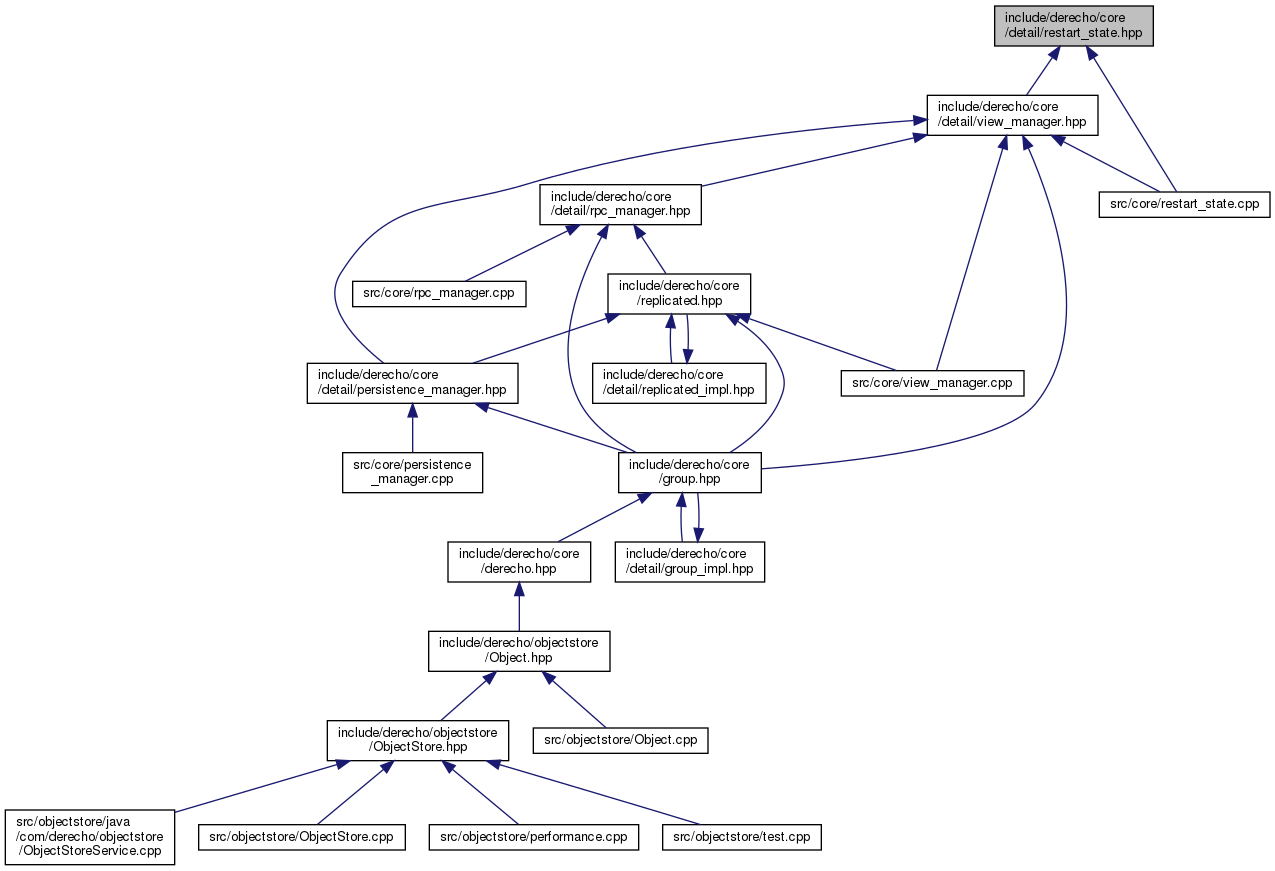 include/derecho/core
/detail/restart_state.hpp
include/derecho/core
/detail/view_manager.hpp
include/derecho/core
/detail/rpc_manager.hpp
src/core/restart_state.cpp
src/core/rpc_manager.cpp
include/derecho/core
/replicated.hpp
include/derecho/core
/detail/persistence_manager.hpp
include/derecho/core
/detail/replicated_impl.hpp
src/core/view_manager.cpp
src/core/persistence
_manager.cpp
include/derecho/core
/group.hpp
include/derecho/core
/derecho.hpp
include/derecho/core
/detail/group_impl.hpp
include/derecho/objectstore
/Object.hpp
include/derecho/objectstore
/ObjectStore.hpp
src/objectstore/Object.cpp
src/objectstore/java
/com/derecho/objectstore
/ObjectStoreService.cpp
src/objectstore/ObjectStore.cpp
src/objectstore/performance.cpp
src/objectstore/test.cpp